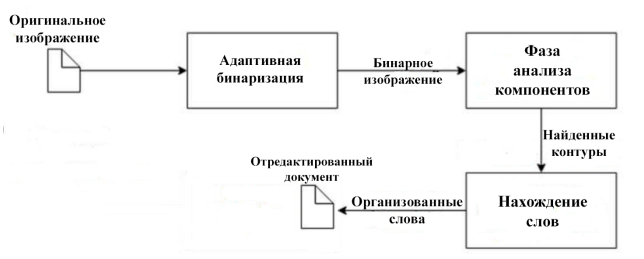 Оригинальное
изображение
Адаптивная
бинаризация
Бинарное
изображение
Фаза
анализа
компонентов
Найденные
контуры
Нахождение
слов
Организованные
слова
Отредактированный
документ